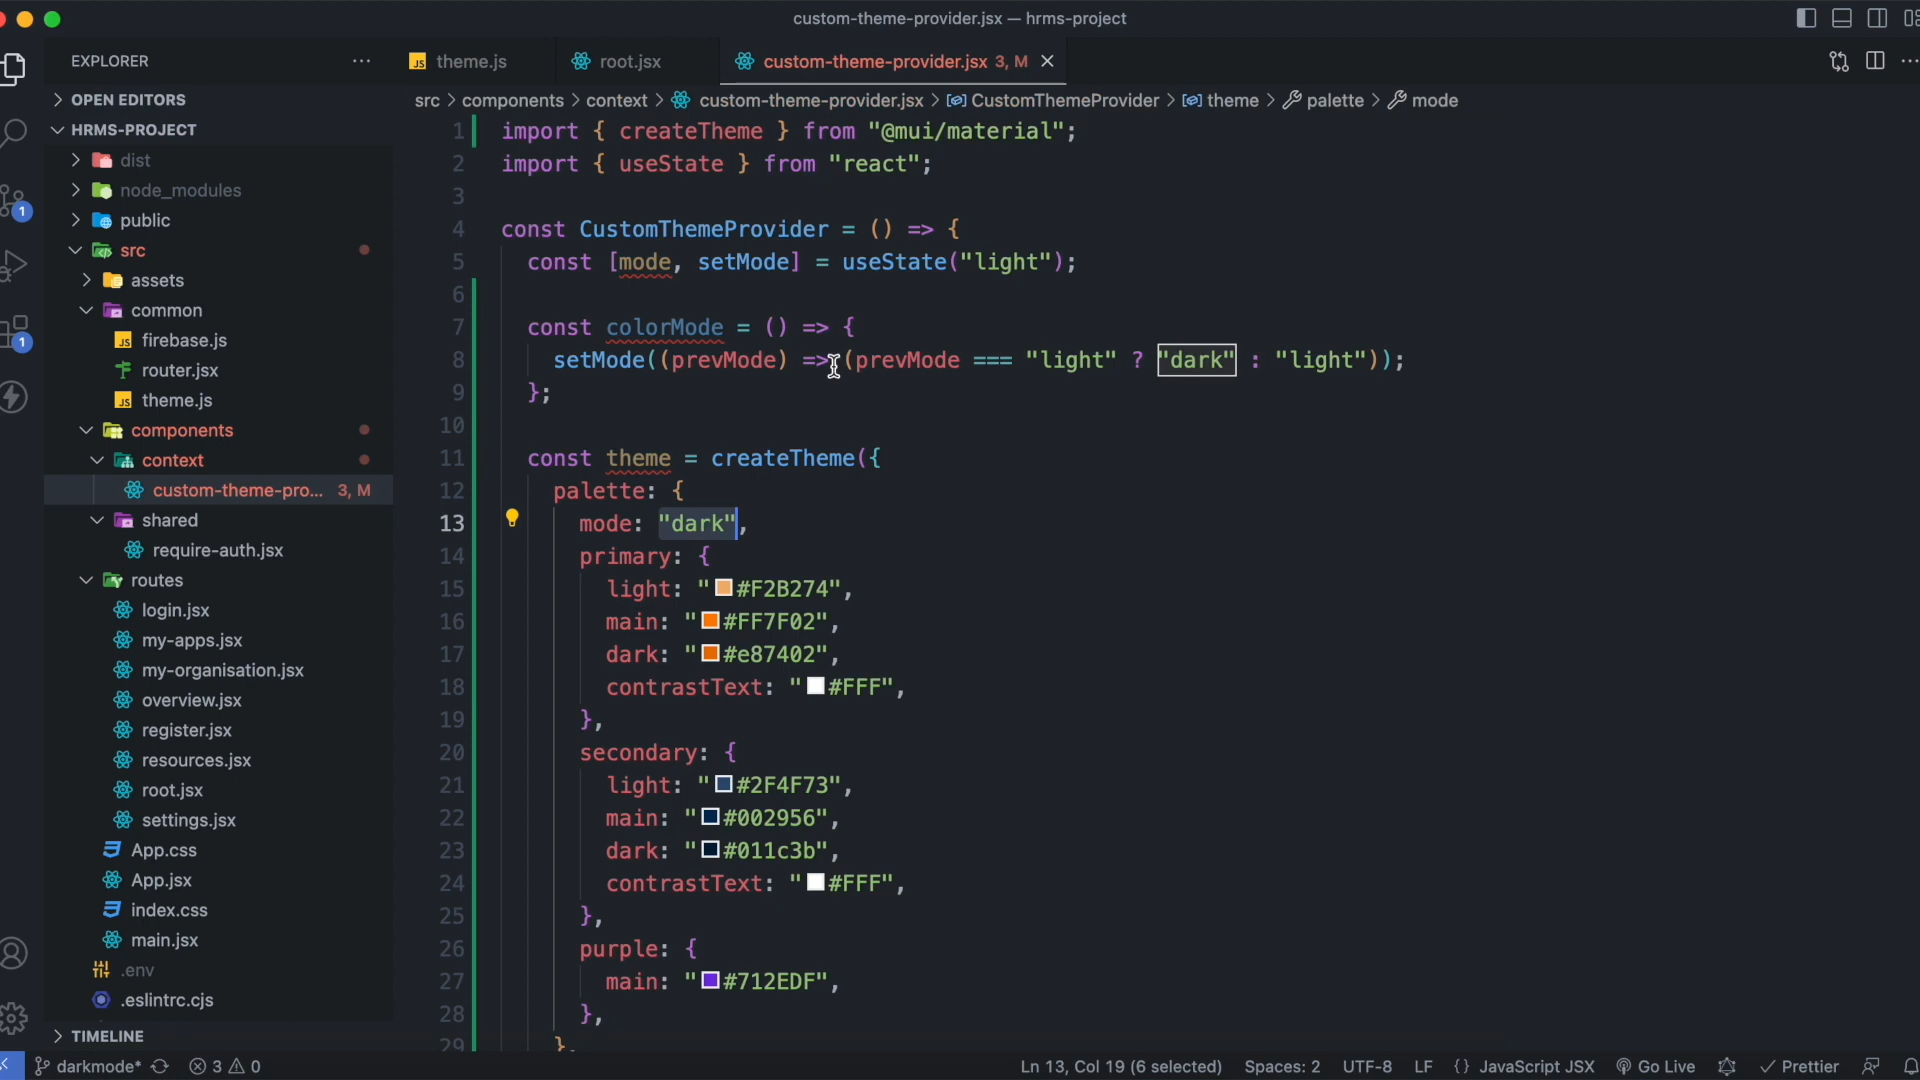 custom-theme-provider.jsx — hrms-project
EXPLORER
theme.js
root.jsx
custom-theme-provider.jsx 3, M
OPEN EDITORS
src > components > context > custom-theme-provider.jsx > CustomThemeProvider > theme > palette > mode
HRMS-PROJECT
dist
node_modules
public
src
assets
common
firebase.js
router.jsx
theme.js
components
context
custom-theme-pro... 3, M
shared
require-auth.jsx
routes
login.jsx
my-apps.jsx
my-organisation.jsx
overview.jsx
register.jsx
resources.jsx
root.jsx
settings.jsx
App.css
App.jsx
index.css
main.jsx
.env
.eslintrc.cjs
TIMELINE
1
1
1 import { createTheme } from "@mui/material";
2 import { useState } from "react";
3
4 const CustomThemeProvider = () => {
5 const [mode, setMode] = useState("light");
6
7 const colorMode = () => {
8 setMode((prevMode) => (prevMode === "light" ? "dark" : "light"));
9 };
10
11 const theme = createTheme({
12 palette: {
13 mode: "dark",
14 primary: {
15 light: "#F2B274",
16 main: "#FF7F02",
17 dark: "#e87402",
18 contrastText: "#FFF",
19 },
20 secondary: {
21 light: "#2F4F73",
22 main: "#002956",
23 dark: "#011c3b",
24 contrastText: "#FFF",
25 },
26 purple: {
27 main: "#712EDF",
28 },
29 },
darkmode* 3 0
Ln 13, Col 19 (6 selected) Spaces: 2 UTF-8 LF {} JavaScript JSX Go Live Prettier